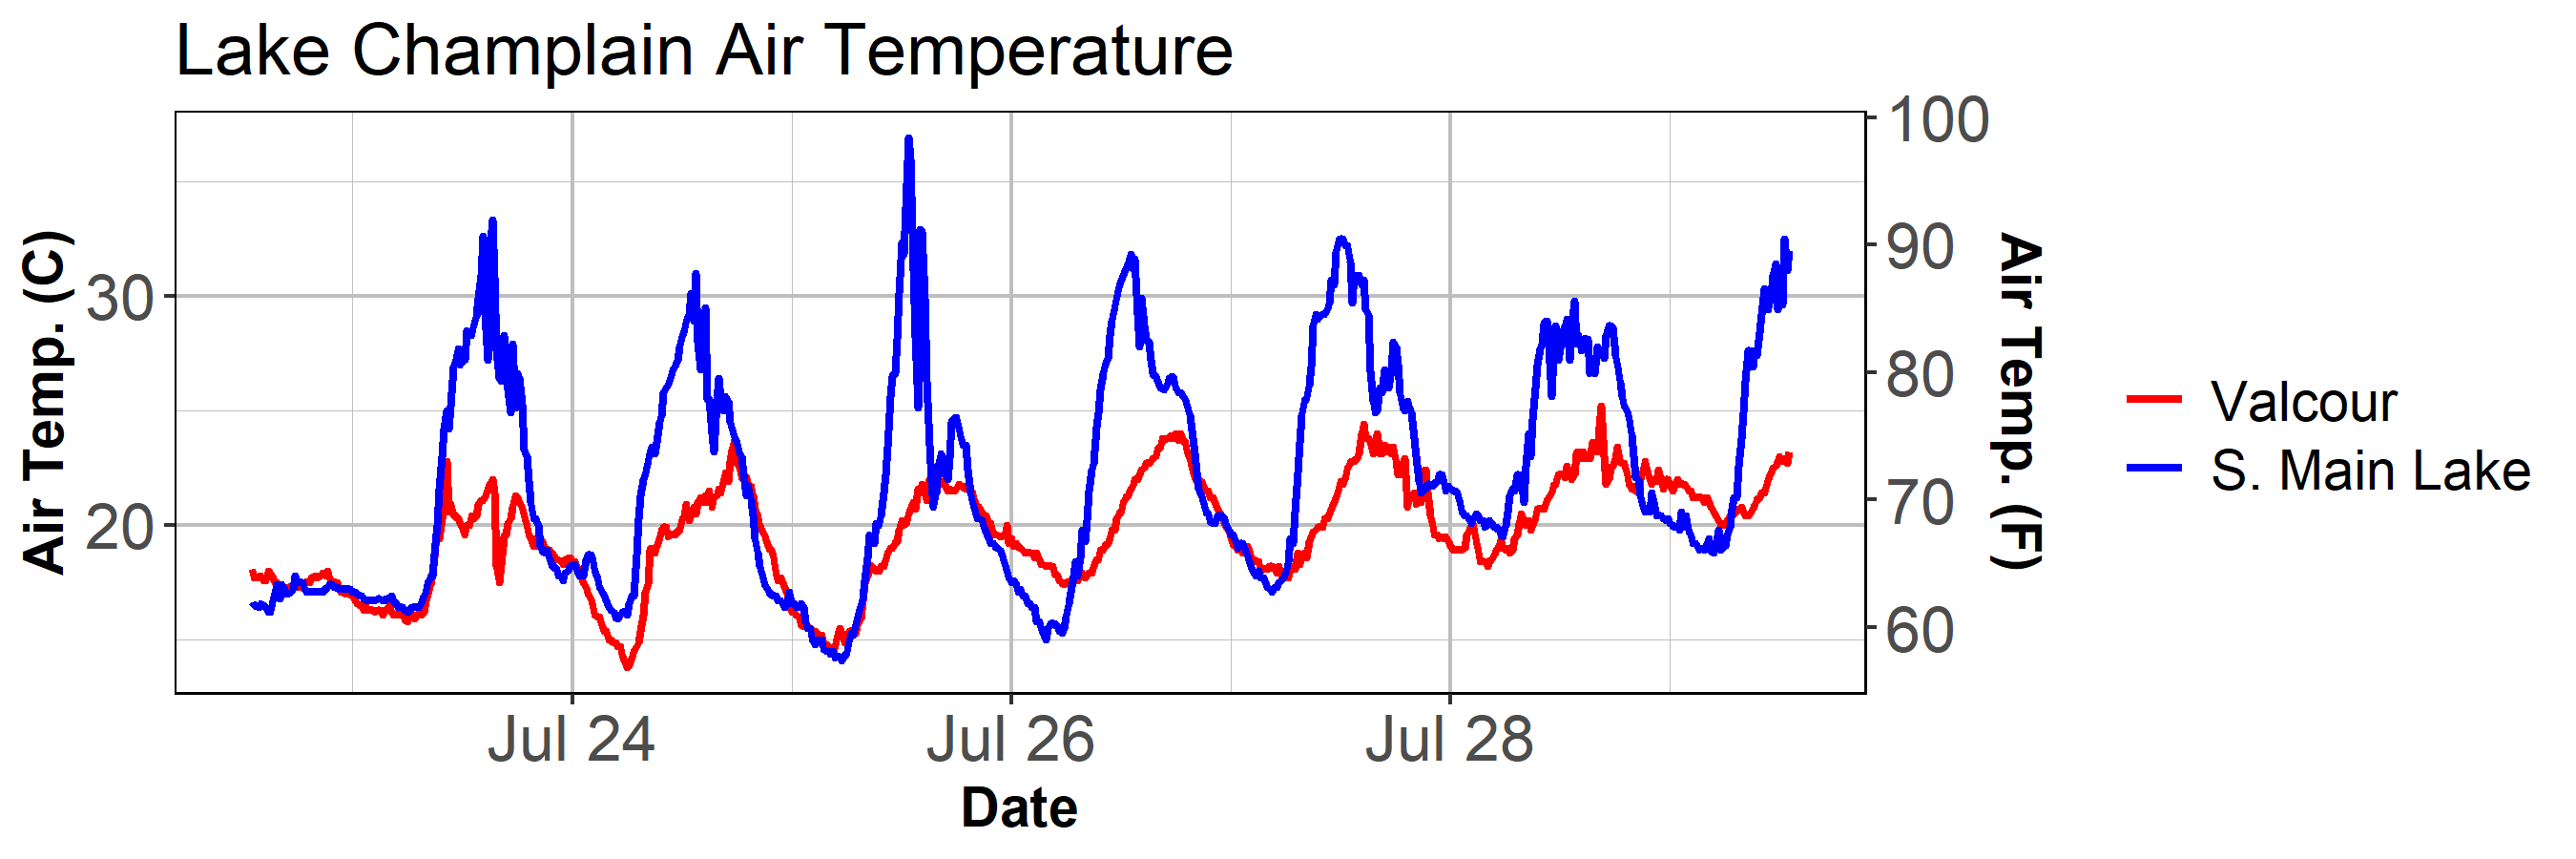 Lake Champlain Air Temperature
Air Temp. (C)
30
20
100
90
80
70
60
Air Temp. (F)
Jul 24
Jul 26
Jul 28
Date
Valcour
S. Main Lake